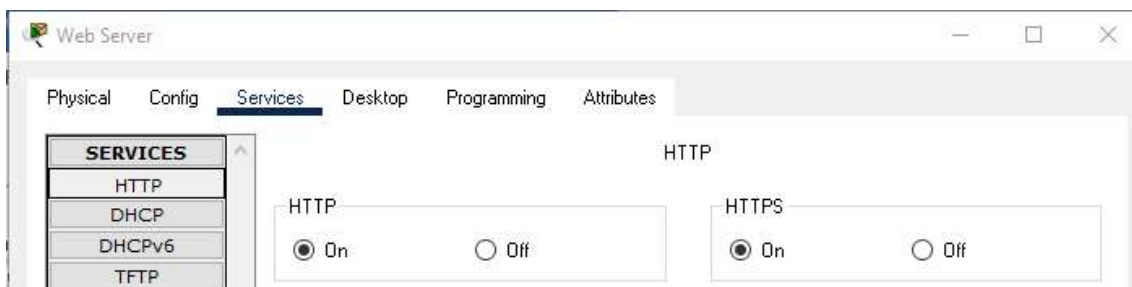 Web Server
Physical Config Services Desktop Programming Attributes
SERVICES
HTTP
DHCP
DHCPv6
TFTP
HTTP
HTTP
On Off
HTTPS
On Off